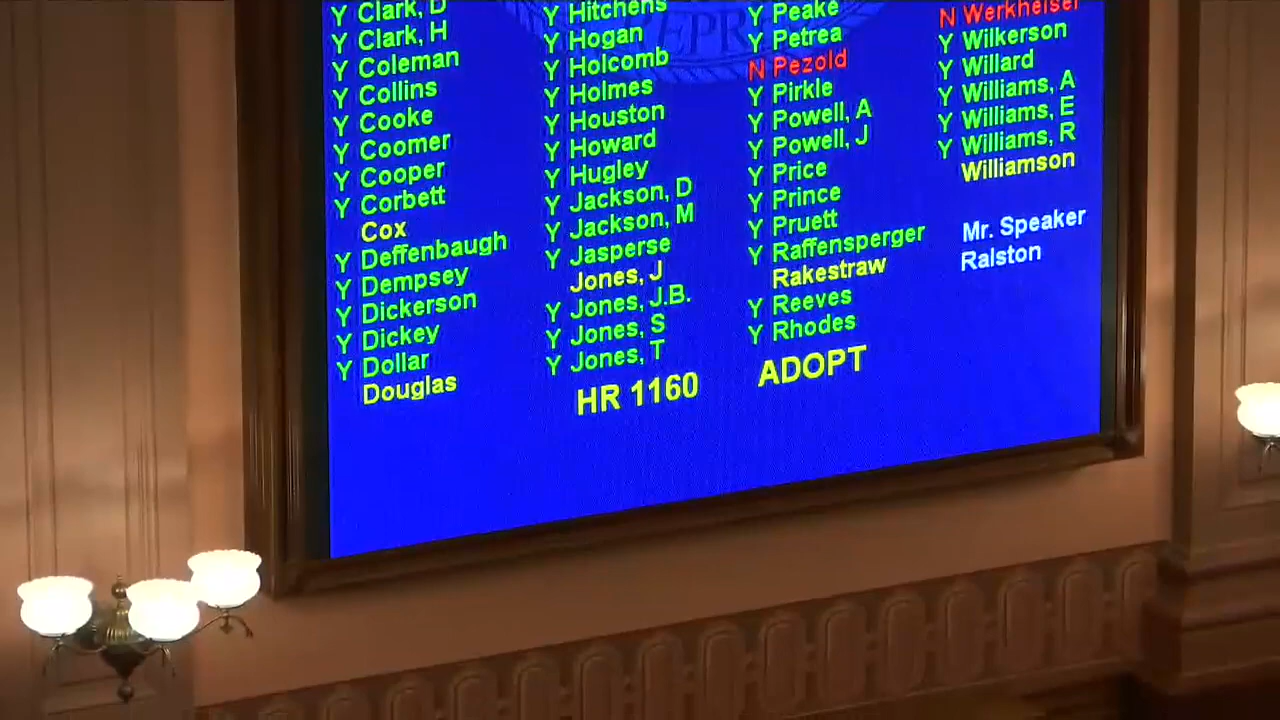 Y Clark, D
Y Clark, H
Y Coleman
Y Collins
Y Cooke
Y Coomer
Y Cooper
Y Corbett
Cox
Y Deffenbaugh
Y Dempsey
Y Dickerson
Y Dickey
Y Dollar
Douglas
Y Hitchens
Y Hogan
Y Holcomb
Y Holmes
Y Houston
Y Howard
Y Hugley
Y Jackson, D
Y Jackson, M
Y Jasperse
Jones, J
Y Jones, J.B.
Y Jones, S
Y Jones, T
HR 1160
Y Peake
Y Petrea
N Pezold
Y Pirkle
Y Powell, A
Y Powell, J
Y Price
Y Prince
Y Pruett
Y Raffensperger
Rakestraw
Y Reeves
Y Rhodes
ADOPT
N Werkheiser
Y Wilkerson
Y Willard
Y Williams, A
Y Williams, E
Y Williams, R
Williamson
Mr. Speaker
Ralston